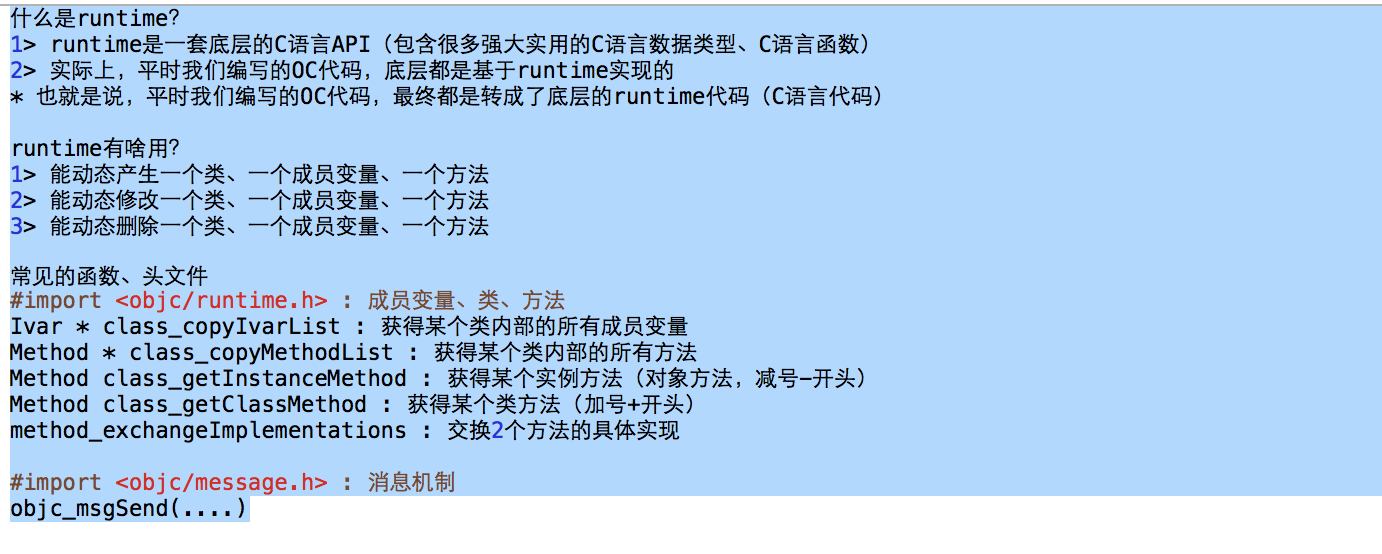 什么是runtime?
1> runtime是一套底层的C语言API（包含很多强大实用的C语言数据类型、C语言函数）
2> 实际上，平时我们编写的OC代码，底层都是基于runtime实现的
* 也就是说，平时我们编写的OC代码，最终都是转成了底层的runtime代码（C语言代码）
runtime有啥用?
1> 能动态产生一个类、一个成员变量、一个方法
2> 能动态修改一个类、一个成员变量、一个方法
3> 能动态删除一个类、一个成员变量、一个方法
常见的函数、头文件
#import <objc/runtime.h> : 成员变量、类、方法
Ivar * class_copyIvarList : 获得某个类内部的所有成员变量
Method * class_copyMethodList : 获得某个类内部的所有方法
Method class_getInstanceMethod : 获得某个实例方法（对象方法，减号-开头）
Method class_getClassMethod : 获得某个类方法（加号+开头）
method_exchangeImplementations : 交换2个方法的具体实现
#import <objc/message.h> : 消息机制
objc_msgSend(....)